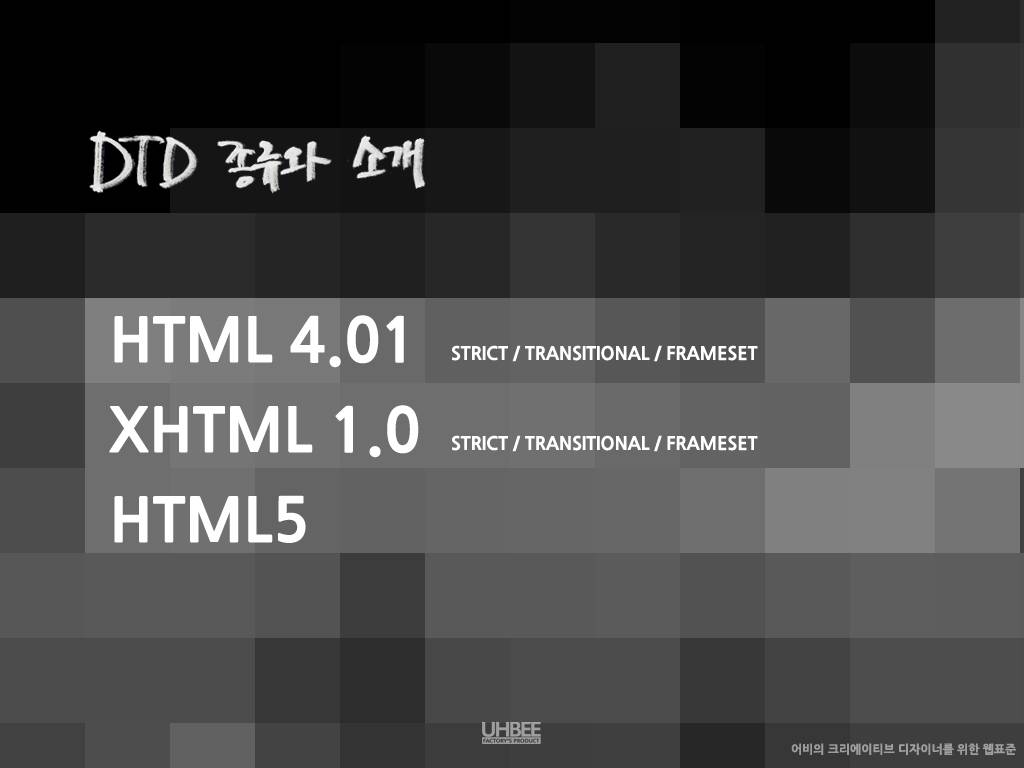 DTD 종류와 소개
HTML 4.01 STRICT / TRANSITIONAL / FRAMESET
XHTML 1.0 STRICT / TRANSITIONAL / FRAMESET
HTML5
UHBEE
FACTORY'S PRODUCT
어비의 크리에이티브 디자이너를 위한 웹표준